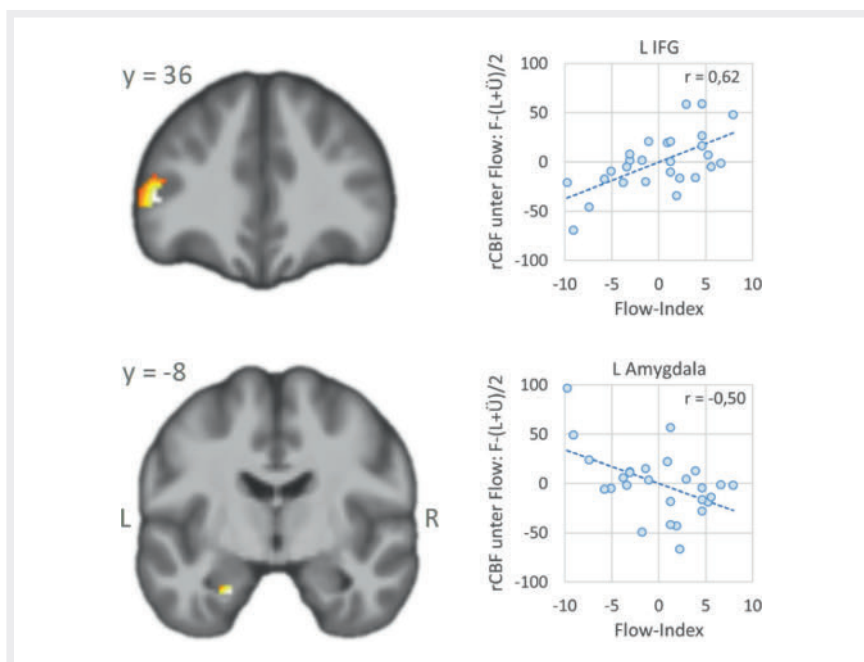 y = 36
L IFG
r = 0,62
rCBF unter Flow: F-(L+Ü)/2
100
50
0
-50
-100
-10
-5
0
5
10
Flow-Index
y = -8
L
R
L Amygdala
r = -0,50
rCBF unter Flow: F-(L+Ü)/2
100
50
0
-50
-100
-10
-5
0
5
10
Flow-Index